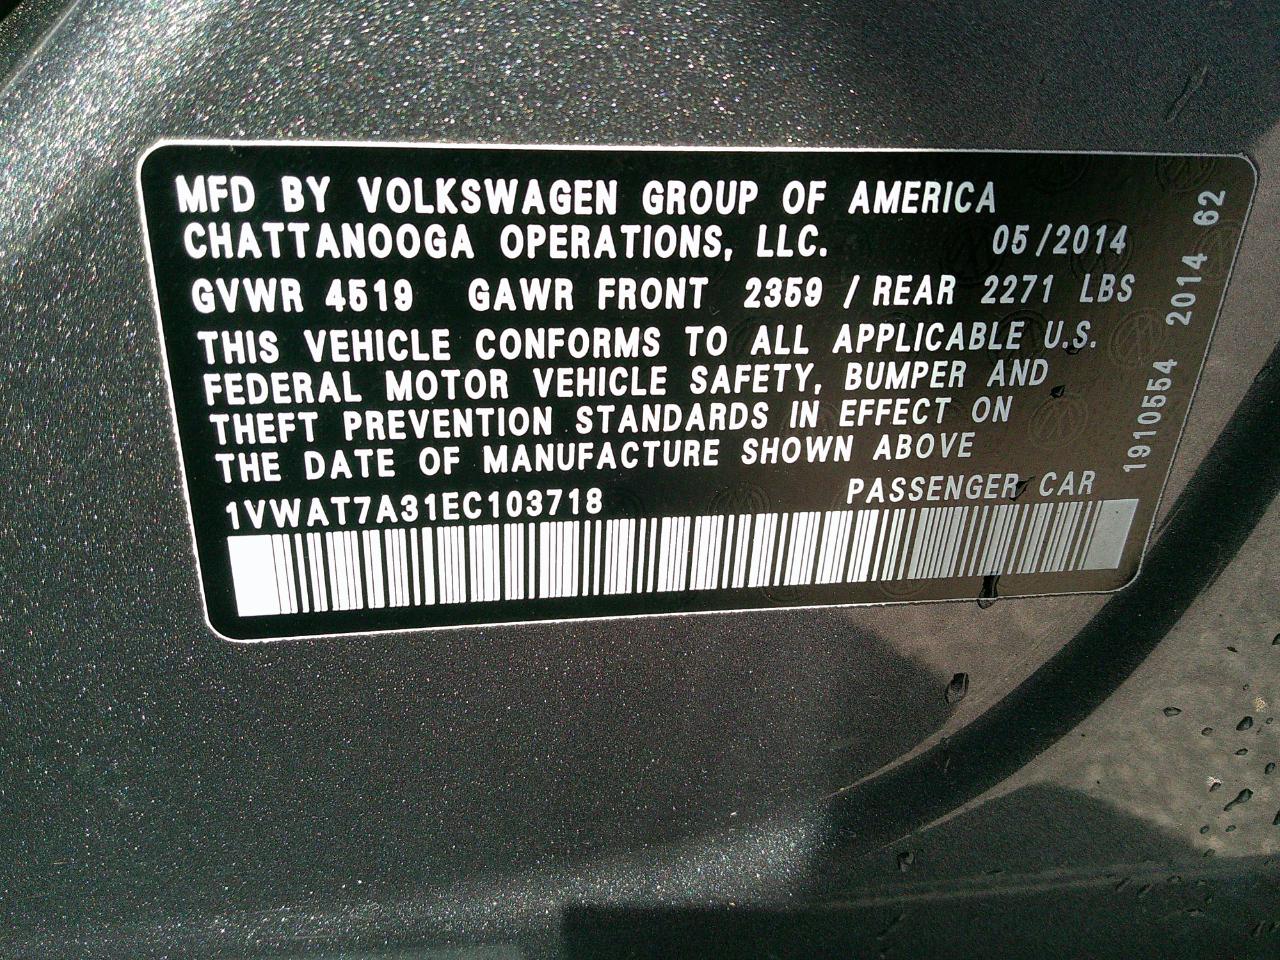 MFD BY VOLKSWAGEN GROUP OF AMERICA
CHATTANOOGA OPERATIONS, LLC. 05/2014
GVWR 4519 GAWR FRONT 2359 / REAR 2271 LBS
THIS VEHICLE CONFORMS TO ALL APPLICABLE U.S.
FEDERAL MOTOR VEHICLE SAFETY, BUMPER AND
THEFT PREVENTION STANDARDS IN EFFECT ON
THE DATE OF MANUFACTURE SHOWN ABOVE
1VWAT7A31EC103718 PASSENGER CAR
1910554 2014 62